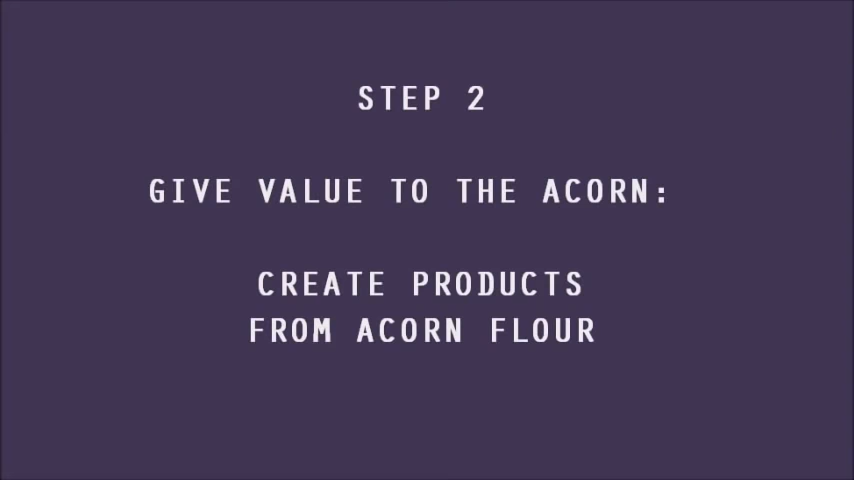 STEP 2
GIVE VALUE TO THE ACORN:
CREATE PRODUCTS
FROM ACORN FLOUR